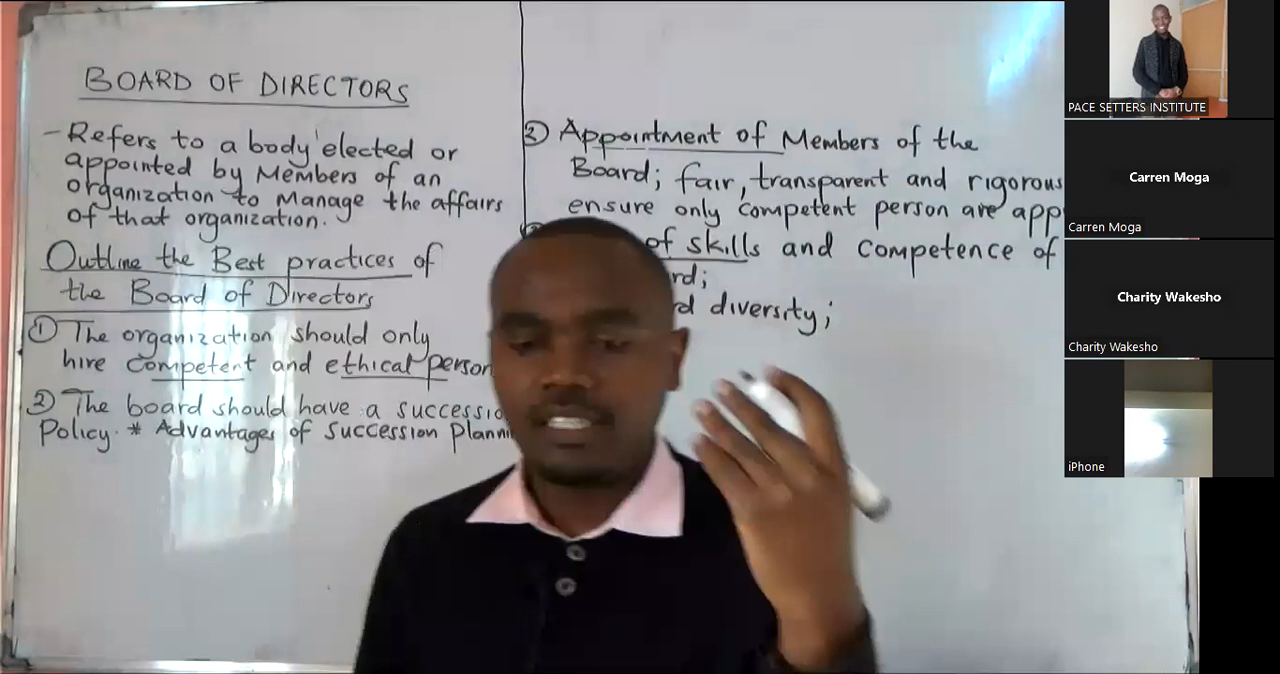 BOARD OF DIRECTORS
- Refers to a body elected or
appointed by Members of an
organization to Manage the affairs
of that organization.
Outline the Best practices of
the Board of Directors
① The organization should only
hire competent and ethical person
② The board should have a successio
Policy. * Advantages of succession Planni
③ Appointment of Members of the
Board; fair, transparent and rigorous
ensure only competent person are app
of skills and competence of
rd;
rd diversity;
PACE SETTERS INSTITUTE
Carren Moga
Carren Moga
Charity Wakesho
Charity Wakesho
iPhone